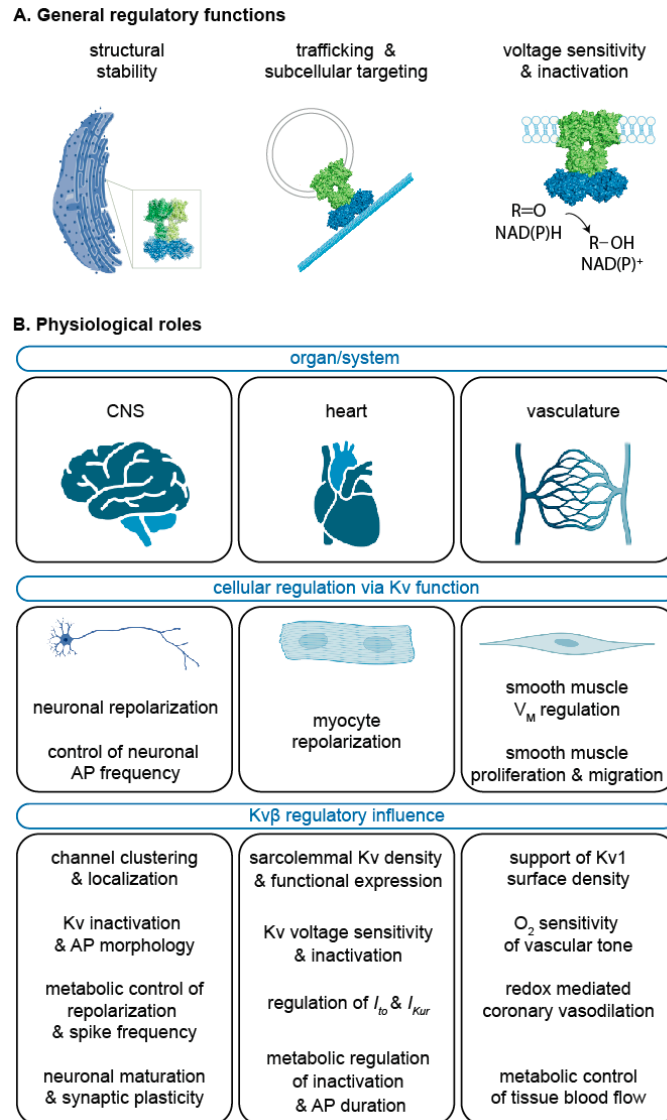 A. General regulatory functions
structural
stability
trafficking &
subcellular targeting
voltage sensitivity
& inactivation
R=O
NAD(P)H
R–OH
NAD(P)+
B. Physiological roles
organ/system
CNS
heart
vasculature
cellular regulation via Kv function
neuronal repolarization
control of neuronal
AP frequency
myocyte
repolarization
smooth muscle
VM regulation
smooth muscle
proliferation & migration
Kvβ regulatory influence
channel clustering
& localization
Kv inactivation
& AP morphology
metabolic control of
repolarization
& spike frequency
neuronal maturation
& synaptic plasticity
sarcolemmal Kv density
& functional expression
Kv voltage sensitivity
& inactivation
regulation of Ito & IKur
metabolic regulation
of inactivation
& AP duration
support of Kv1
surface density
O2 sensitivity
of vascular tone
redox mediated
coronary vasodilation
metabolic control
of tissue blood flow